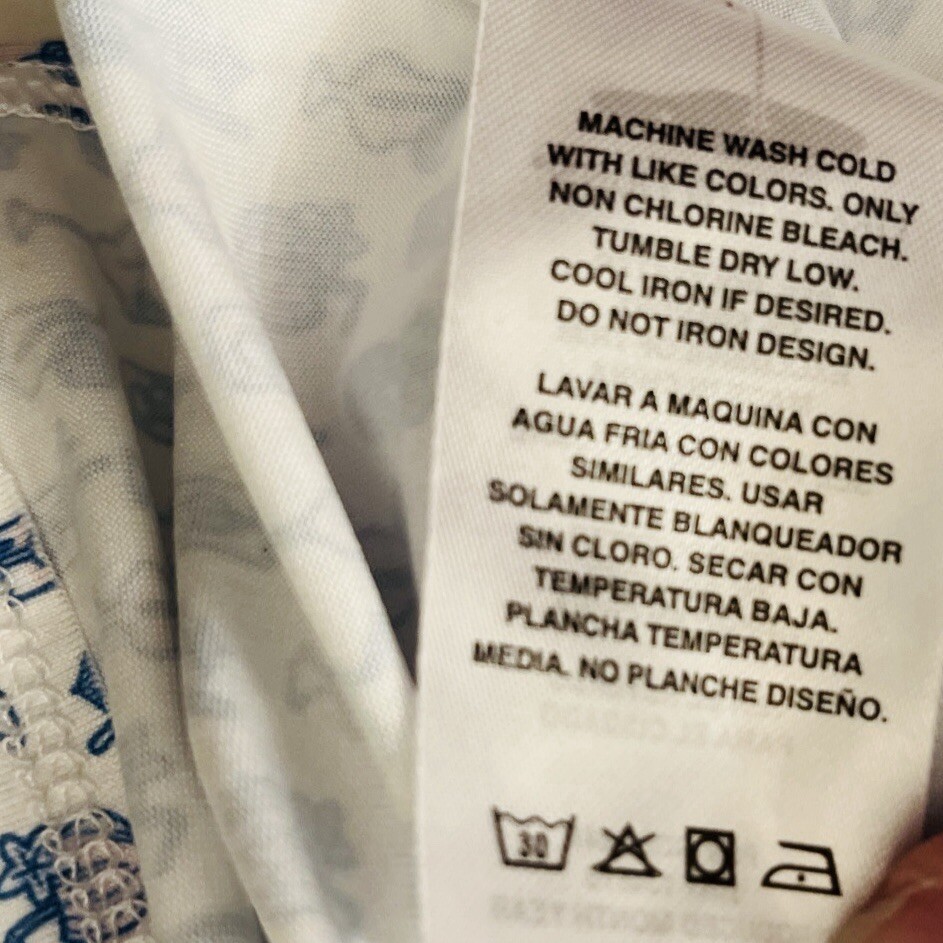 MACHINE WASH COLD
WITH LIKE COLORS. ONLY
NON CHLORINE BLEACH.
TUMBLE DRY LOW.
COOL IRON IF DESIRED.
DO NOT IRON DESIGN.
LAVAR A MAQUINA CON
AGUA FRIA CON COLORES
SIMILARES. USAR
SOLAMENTE BLANQUEADOR
SIN CLORO. SECAR CON
TEMPERATURA BAJA.
PLANCHA TEMPERATURA
MEDIA. NO PLANCHE DISEÑO.
30